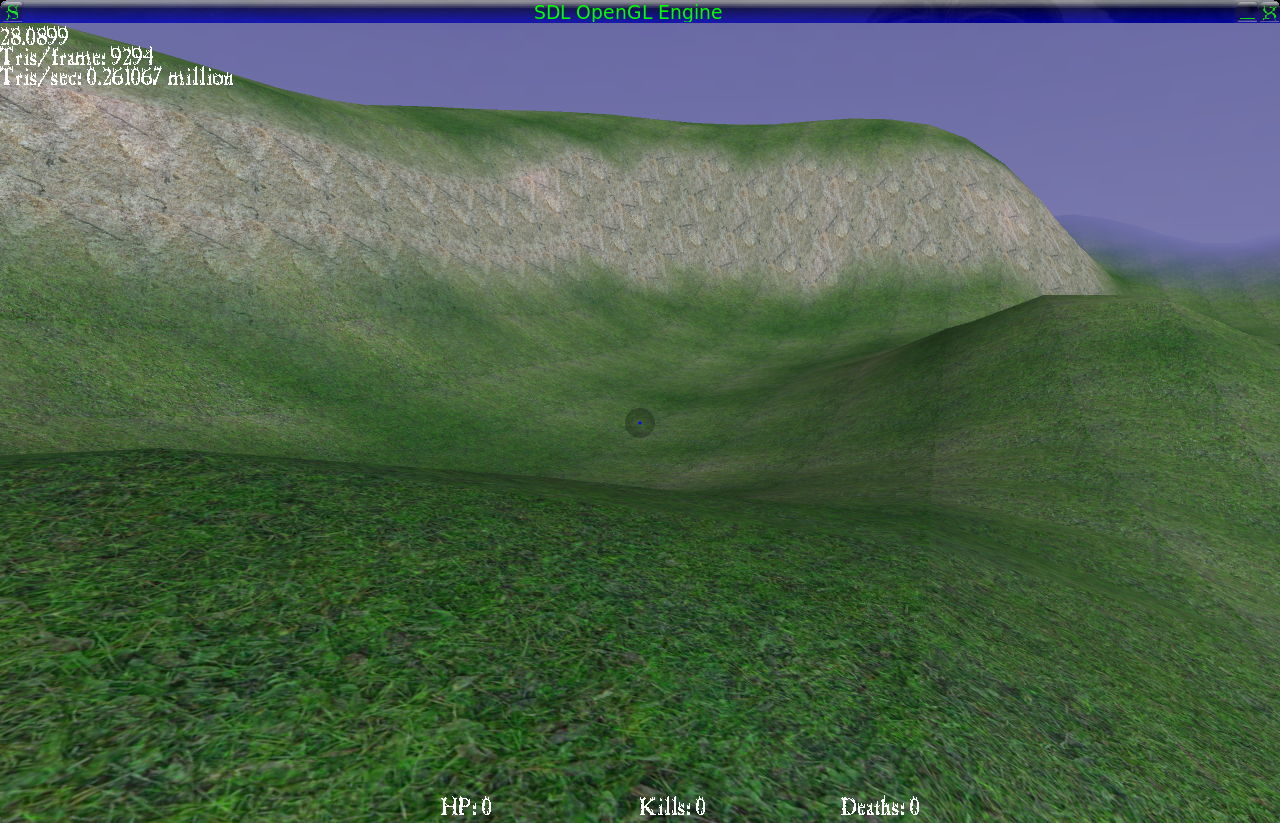 SDL OpenGL Engine
28.0899
Tris/frame: 9294
Tris/sec: 0.261067 million
HP: 0 Kills: 0 Deaths: 0